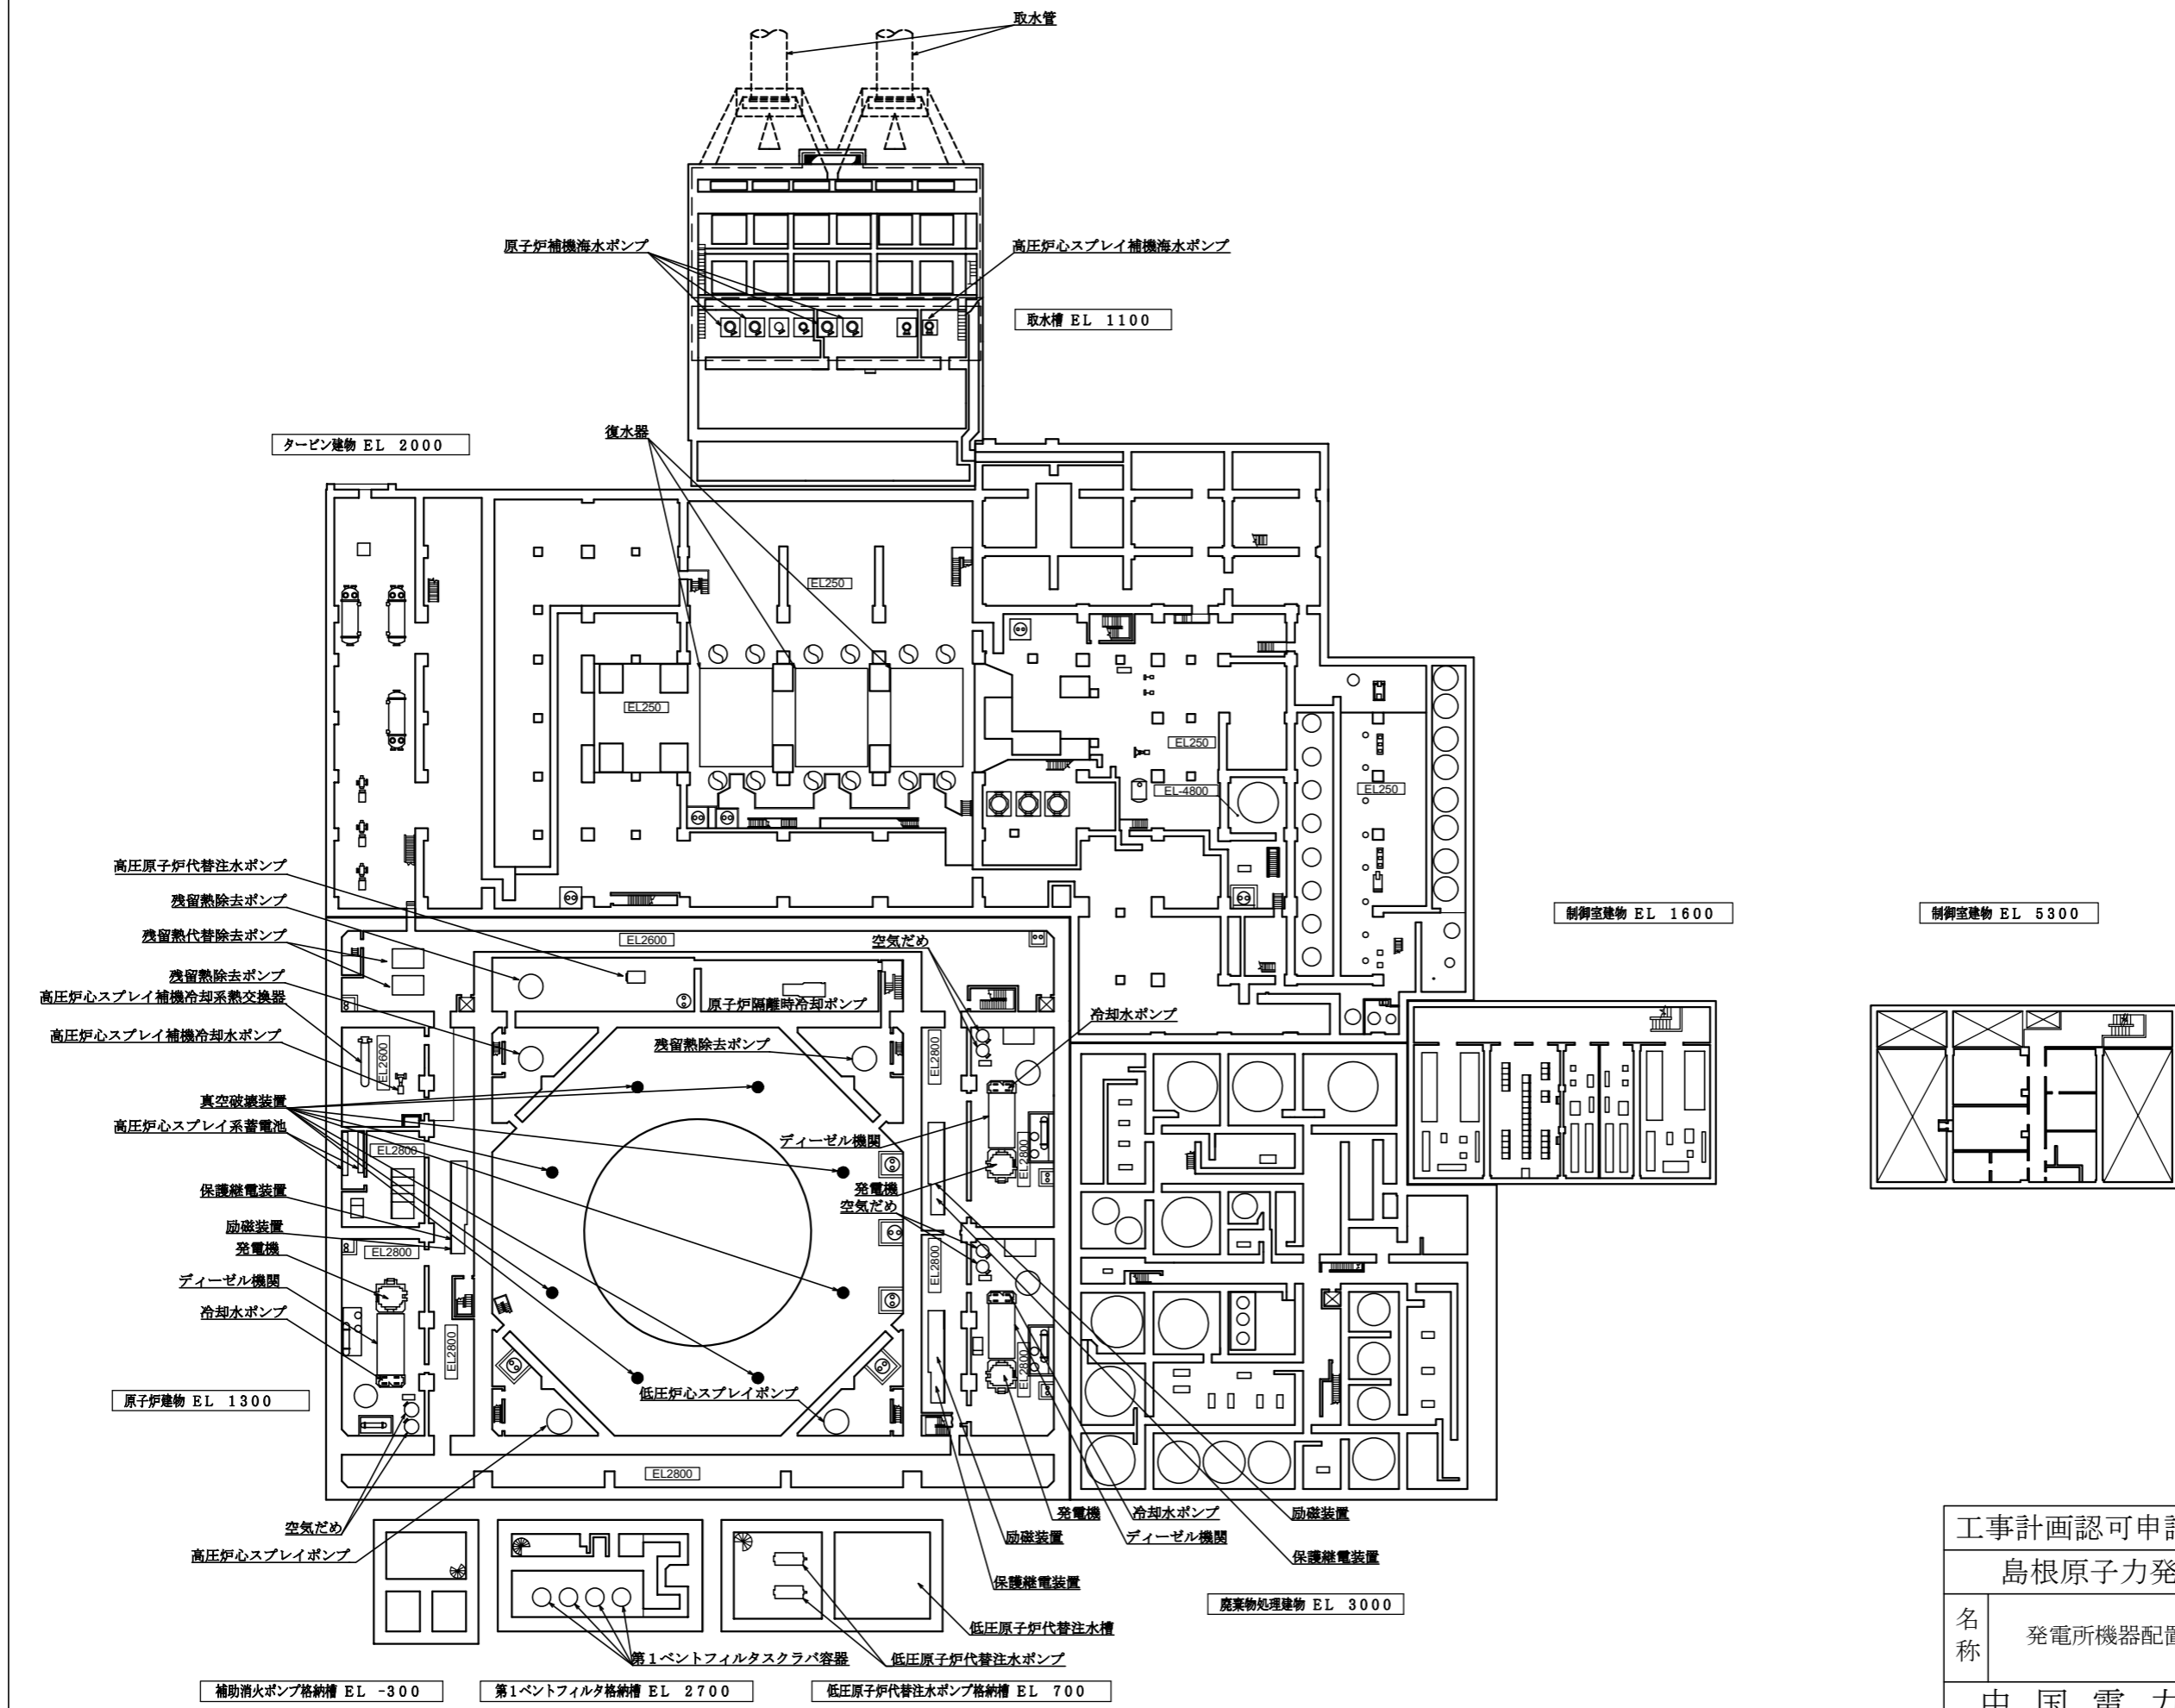 取水管
原子炉補機海水ポンプ
高圧炉心スプレイ補機海水ポンプ
取水槽 EL 1100
復水器
タービン建物 EL 2000
EL250
EL250
EL250
EL-4800
EL250
高圧原子炉代替注水ポンプ
残留熱除去ポンプ
残留熱代替除去ポンプ
残留熱除去ポンプ
高圧炉心スプレイ補機冷却系熱交換器
高圧炉心スプレイ補機冷却水ポンプ
真空破壊装置
高圧炉心スプレイ系蓄電池
保護継電装置
励磁装置
発電機
ディーゼル機関
冷却水ポンプ
原子炉建物 EL 1300
空気だめ
高圧炉心スプレイポンプ
EL2600
EL2600
EL2800
EL2800
EL2800
EL2800
空気だめ
原子炉隔離時冷却ポンプ
残留熱除去ポンプ
冷却水ポンプ
EL2800
ディーゼル機関
EL2800
発電機
空気だめ
EL2800
EL2800
低圧炉心スプレイポンプ
制御室建物 EL 1600
制御室建物 EL 5300
発電機
冷却水ポンプ
励磁装置
励磁装置
ディーゼル機関
保護継電装置
保護継電装置
廃棄物処理建物 EL 3000
低圧原子炉代替注水槽
第1ベントフィルタスクラバ容器
低圧原子炉代替注水ポンプ
補助消火ポンプ格納槽 EL -300
第1ベントフィルタ格納槽 EL 2700
低圧原子炉代替注水ポンプ格納槽 EL 700
工事計画認可申
島根原子力発
名称
発電所機器配置
中国電力